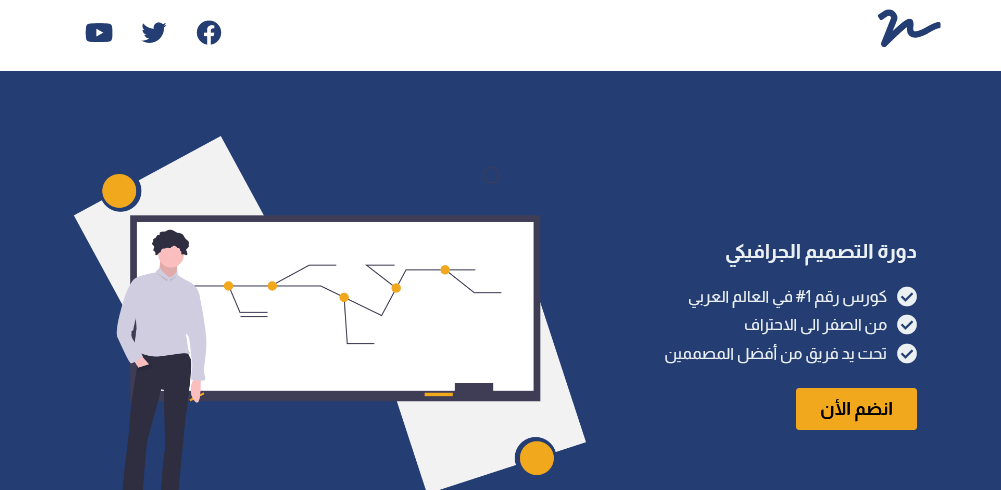 دورة التصميم الجرافيكي
كورس رقم 1# في العالم العربي
من الصفر الى الاحتراف
تحت يد فريق من أفضل المصممين
انضم الأن